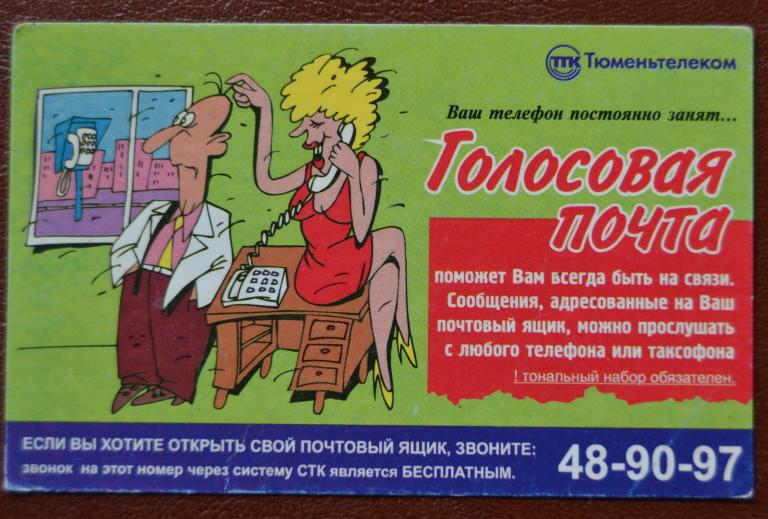 ТТК Тюменьтелеком
Ваш телефон постоянно занят...
Голосовая
почта
поможет Вам всегда быть на связи.
Сообщения, адресованные на Ваш
почтовый ящик, можно прослушать
с любого телефона или таксофона
! тональный набор обязателен.
ЕСЛИ ВЫ ХОТИТЕ ОТКРЫТЬ СВОЙ ПОЧТОВЫЙ ЯЩИК, ЗВОНИТЕ:
звонок на этот номер через систему СТК является БЕСПЛАТНЫМ.
48-90-97